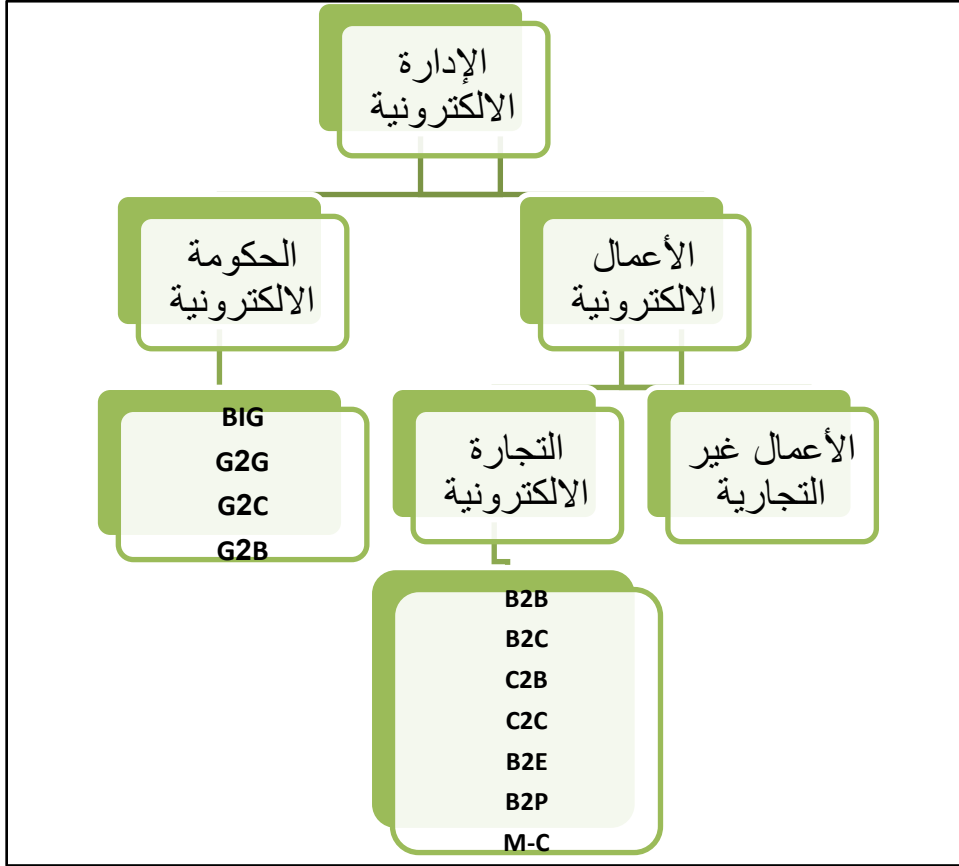 الإدارة
الالكترونية
الأعمال
الالكترونية
الحكومة
الالكترونية
الأعمال غير
التجارية
التجارة
الالكترونية
BIG
G2G
G2C
G2B
B2B
B2C
C2B
C2C
B2E
B2P
M-C